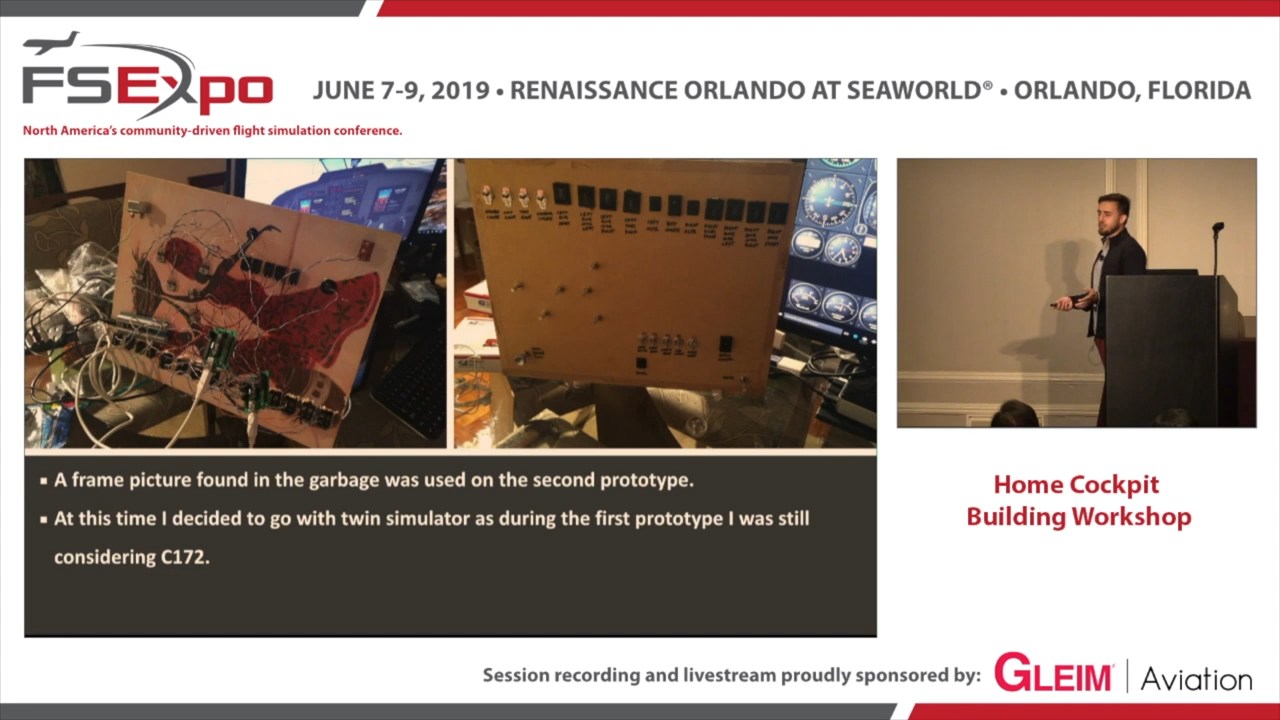 FSExpo
JUNE 7-9, 2019 • RENAISSANCE ORLANDO AT SEAWORLD® • ORLANDO, FLORIDA
North America's community-driven flight simulation conference.
▪ A frame picture found in the garbage was used on the second prototype.
▪ At this time I decided to go with twin simulator as during the first prototype I was still
considering C172.
Home Cockpit
Building Workshop
Session recording and livestream proudly sponsored by:
GLEIM | Aviation